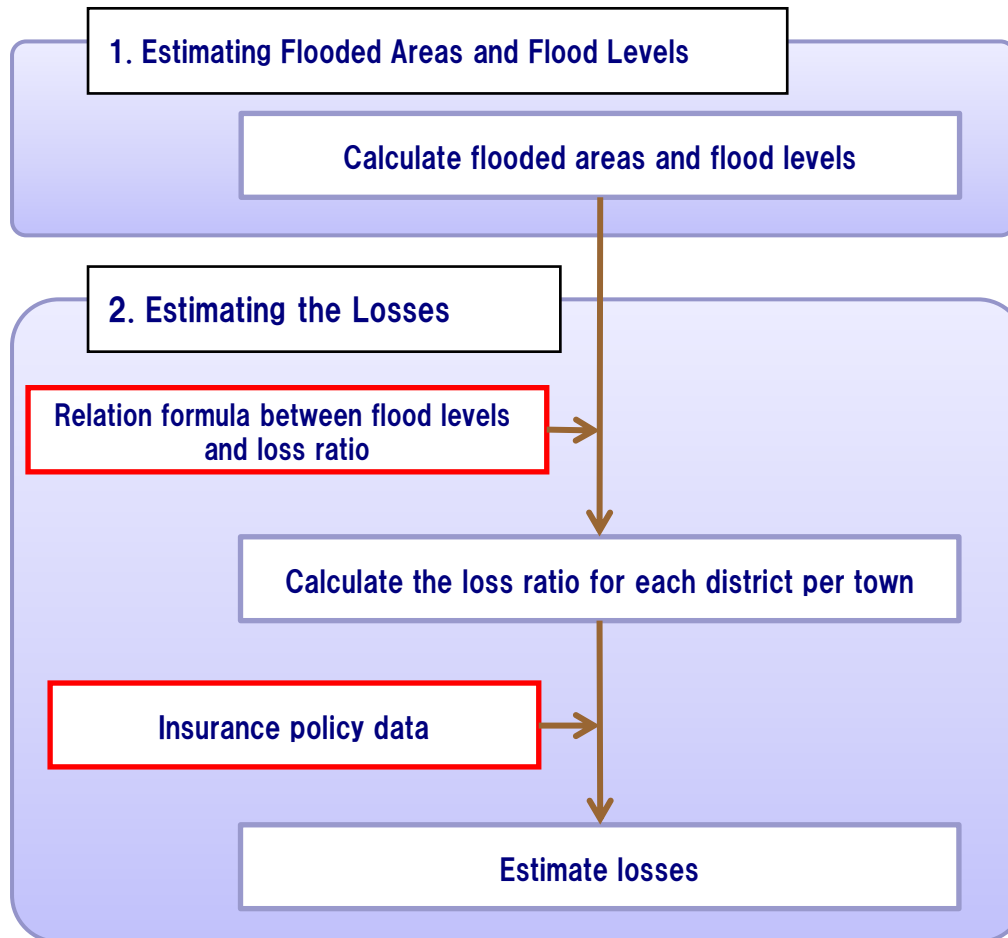 1. Estimating Flooded Areas and Flood Levels
Calculate flooded areas and flood levels
2. Estimating the Losses
Relation formula between flood levels
and loss ratio
Calculate the loss ratio for each district per town
Insurance policy data
Estimate losses